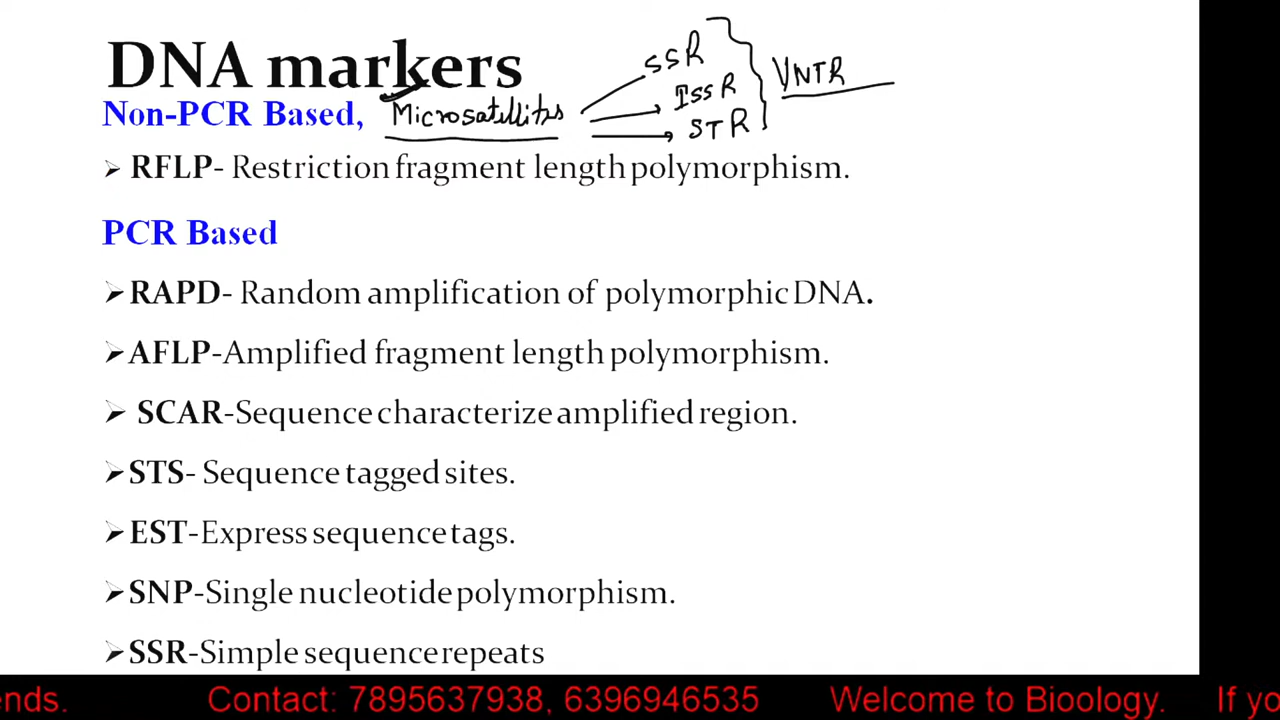 DNA markers
SSR
ISSR
STR
VNTR
Non-PCR Based, Microsatellites
➢ RFLP- Restriction fragment length polymorphism.
PCR Based
➢RAPD- Random amplification of polymorphic DNA.
➢AFLP-Amplified fragment length polymorphism.
➢ SCAR-Sequence characterize amplified region.
➢STS- Sequence tagged sites.
➢EST-Express sequence tags.
➢SNP-Single nucleotide polymorphism.
➢SSR-Simple sequence repeats
ends. Contact: 7895637938, 6396946535 Welcome to Bioology. If yo